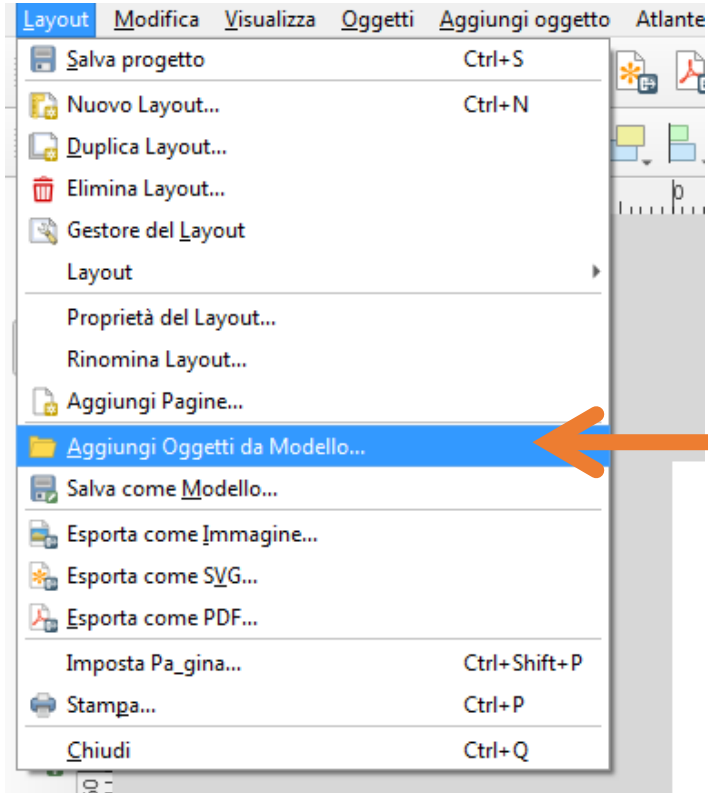 Layout Modifica Visualizza Oggetti Aggiungi oggetto Atlante
Salva progetto Ctrl+S
Nuovo Layout... Ctrl+N
Duplica Layout...
Elimina Layout...
Gestore del Layout
Layout
Proprietà del Layout...
Rinomina Layout...
Aggiungi Pagine...
Aggiungi Oggetti da Modello...
Salva come Modello...
Esporta come Immagine...
Esporta come SVG...
Esporta come PDF...
Imposta Pa_gina... Ctrl+Shift+P
Stampa... Ctrl+P
Chiudi Ctrl+Q
0